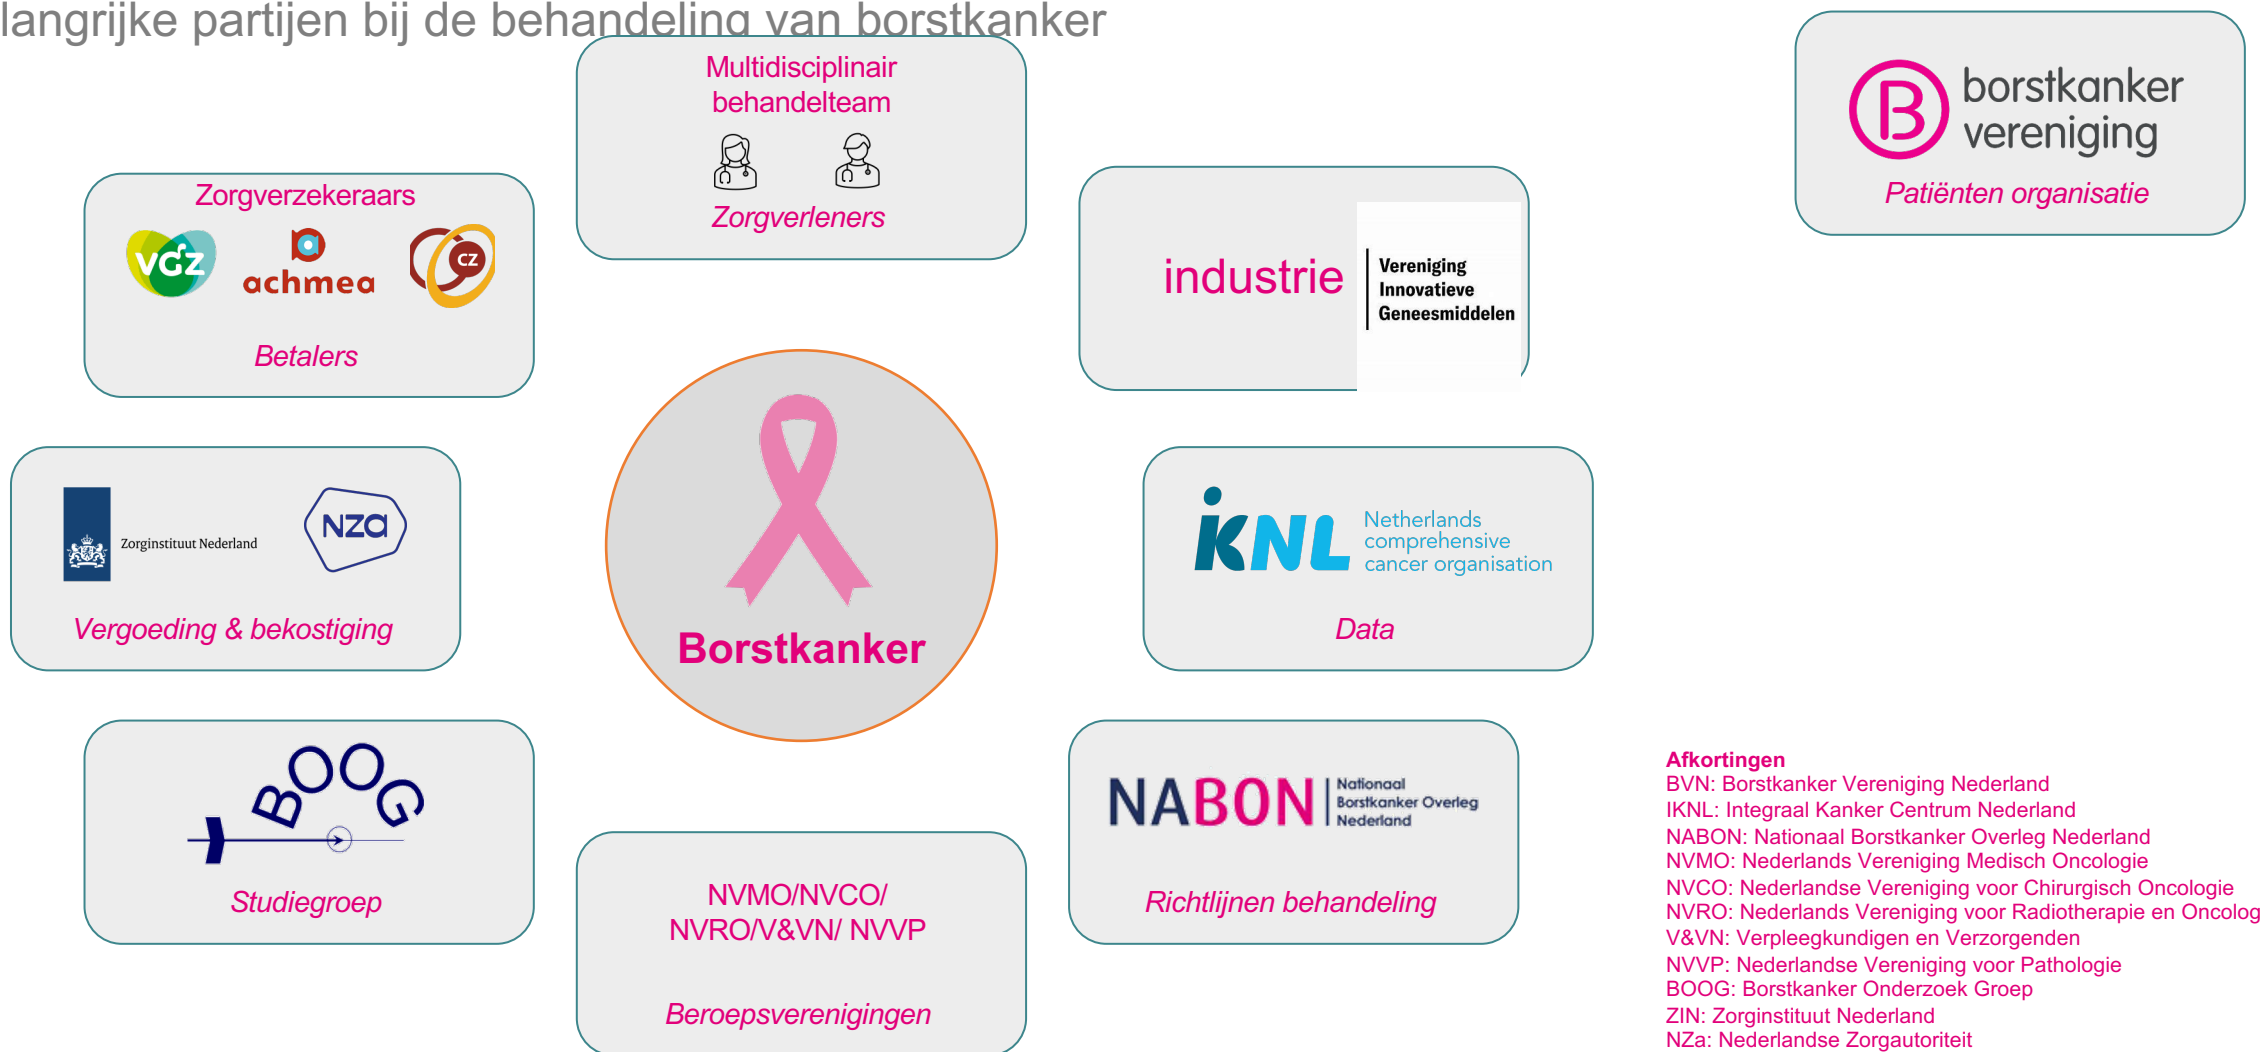 langrijke partijen bij de behandeling van borstkanker
Multidisciplinair
behandelteam
Zorgverleners
borstkanker
vereniging
Patiënten organisatie
Zorgverzekeraars
vgz
achmea
CZ
Betalers
industrie
Vereniging
Innovatieve
Geneesmiddelen
Zorginstituut Nederland
NZa
Vergoeding & bekostiging
Borstkanker
iKNL
Netherlands
comprehensive
cancer organisation
Data
BOOG
Studiegroep
NVMO/NVCO/
NVRO/V&VN/ NVVP
Beroepsverenigingen
NABON
Nationaal
Borstkanker Overleg
Nederland
Richtlijnen behandeling
Afkortingen
BVN: Borstkanker Vereniging Nederland
IKNL: Integraal Kanker Centrum Nederland
NABON: Nationaal Borstkanker Overleg Nederland
NVMO: Nederlands Vereniging Medisch Oncologie
NVCO: Nederlandse Vereniging voor Chirurgisch Oncologie
NVRO: Nederlands Vereniging voor Radiotherapie en Oncolog
V&VN: Verpleegkundigen en Verzorgenden
NVVP: Nederlandse Vereniging voor Pathologie
BOOG: Borstkanker Onderzoek Groep
ZIN: Zorginstituut Nederland
NZa: Nederlandse Zorgautoriteit